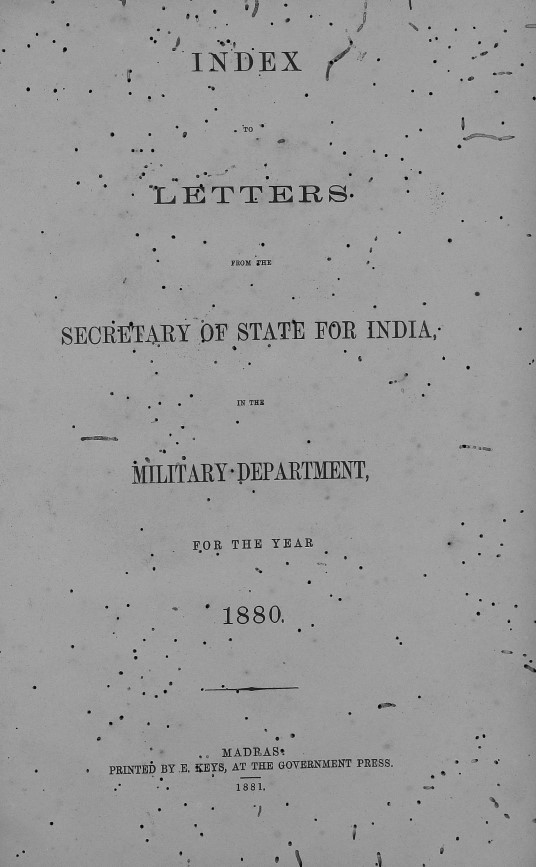 INDEX
TO
LETTERS
FROM THE
SECRETARY OF STATE FOR INDIA,
IN THE
MILITARY DEPARTMENT,
FOR THE YEAR
1880.
MADRAS:
PRINTED BY E. KEYS, AT THE GOVERNMENT PRESS.
1881.